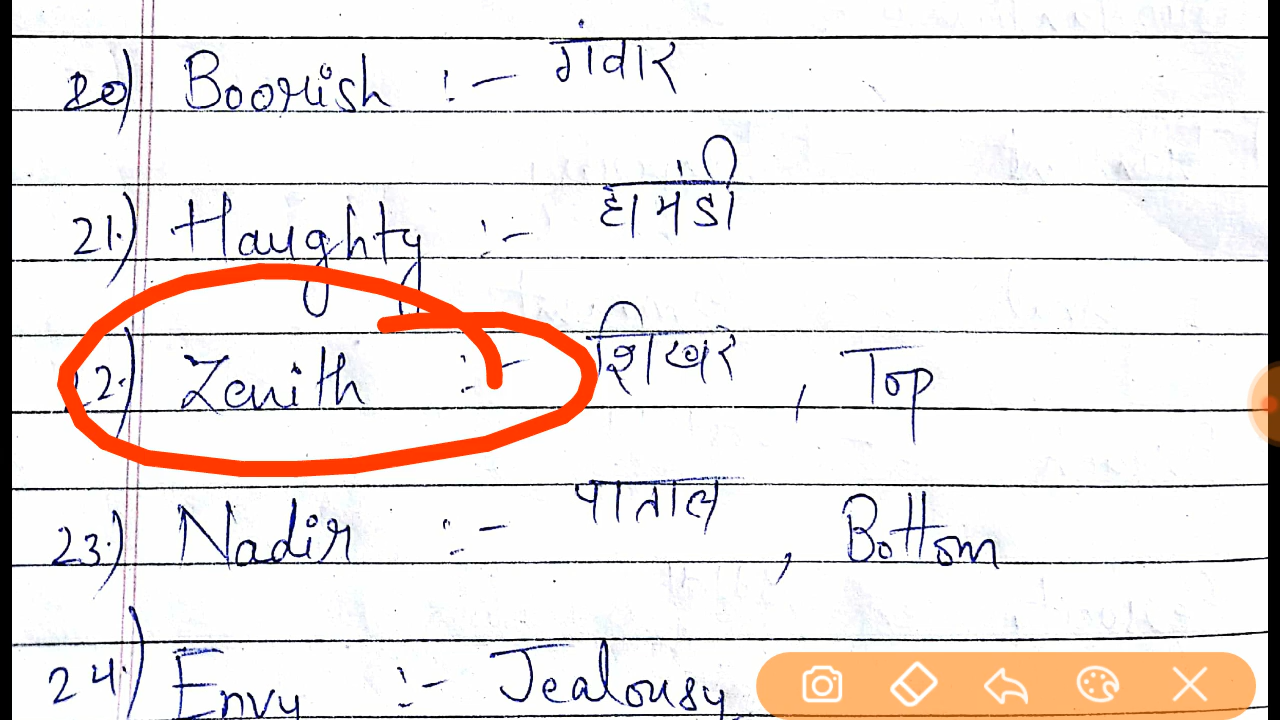 20) Boorish :- गंवार
21.) Haughty :- घमंडी
22.) Zenith :- शिखर , Top
23.) Nadir :- पाताल , Bottom
24.) Envy :- Jealousy